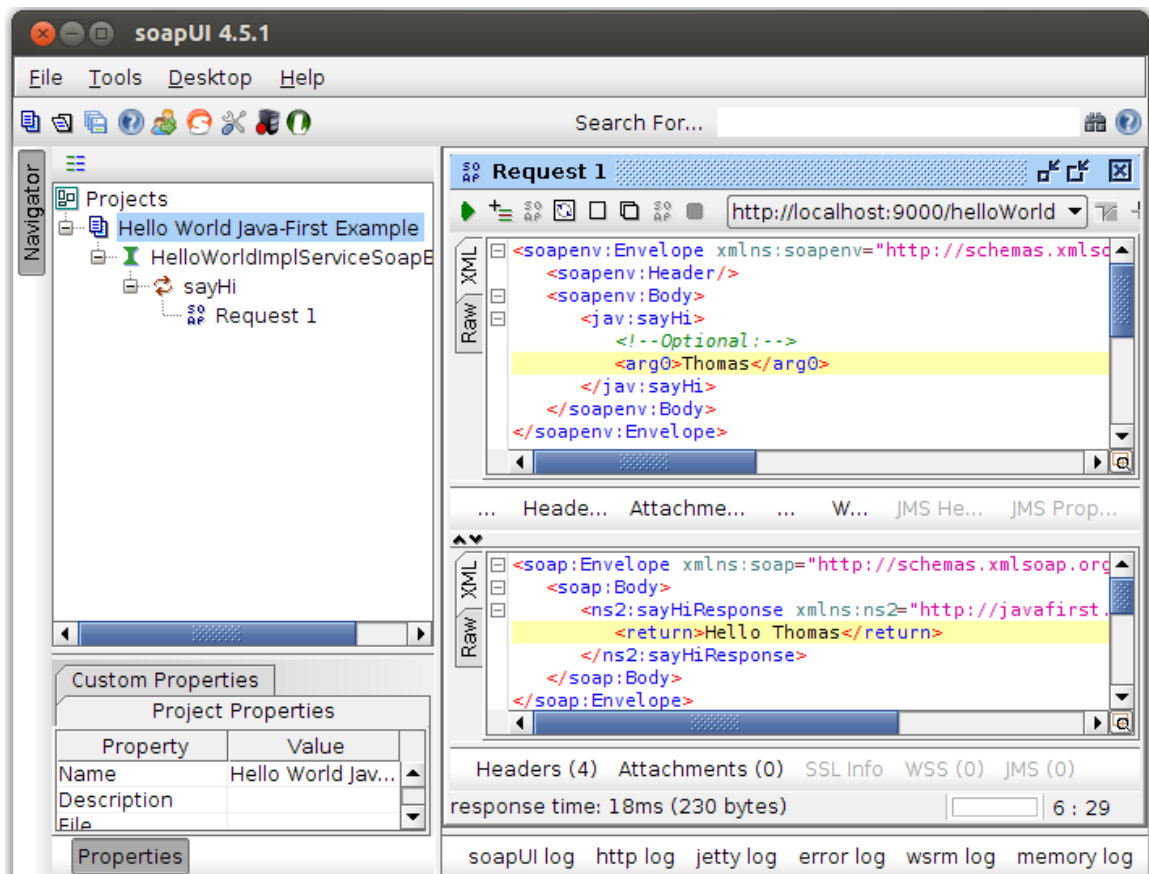 soapUI 4.5.1
File Tools Desktop Help
Search For...
Navigator
Projects
Hello World Java-First Example
HelloWorldImplServiceSoapB
sayHi
Request 1
Custom Properties
Project Properties
Property Value
Name Hello World Jav...
Description
File
Properties
Request 1
http://localhost:9000/helloWorld
XML
Raw
<soapenv:Envelope xmlns:soapenv="http://schemas.xmlso
<soapenv:Header/>
<soapenv:Body>
<jav:sayHi>
<!--Optional:-->
<arg0>Thomas</arg0>
</jav:sayHi>
</soapenv:Body>
</soapenv:Envelope>
... Heade... Attachme... ... W... JMS He... JMS Prop...
XML
Raw
<soap:Envelope xmlns:soap="http://schemas.xmlsoap.org
<soap:Body>
<ns2:sayHiResponse xmlns:ns2="http://javafirst.
<return>Hello Thomas</return>
</ns2:sayHiResponse>
</soap:Body>
</soap:Envelope>
Headers (4) Attachments (0) SSL Info WSS (0) JMS (0)
response time: 18ms (230 bytes) 6 : 29
soapUI log http log jetty log error log wsrm log memory log